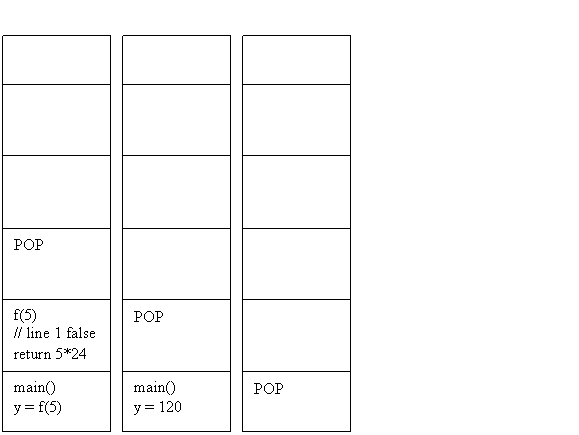 POP
f(5)
// line 1 false
return 5*24
main()
y = f(5)
POP
main()
y = 120
POP